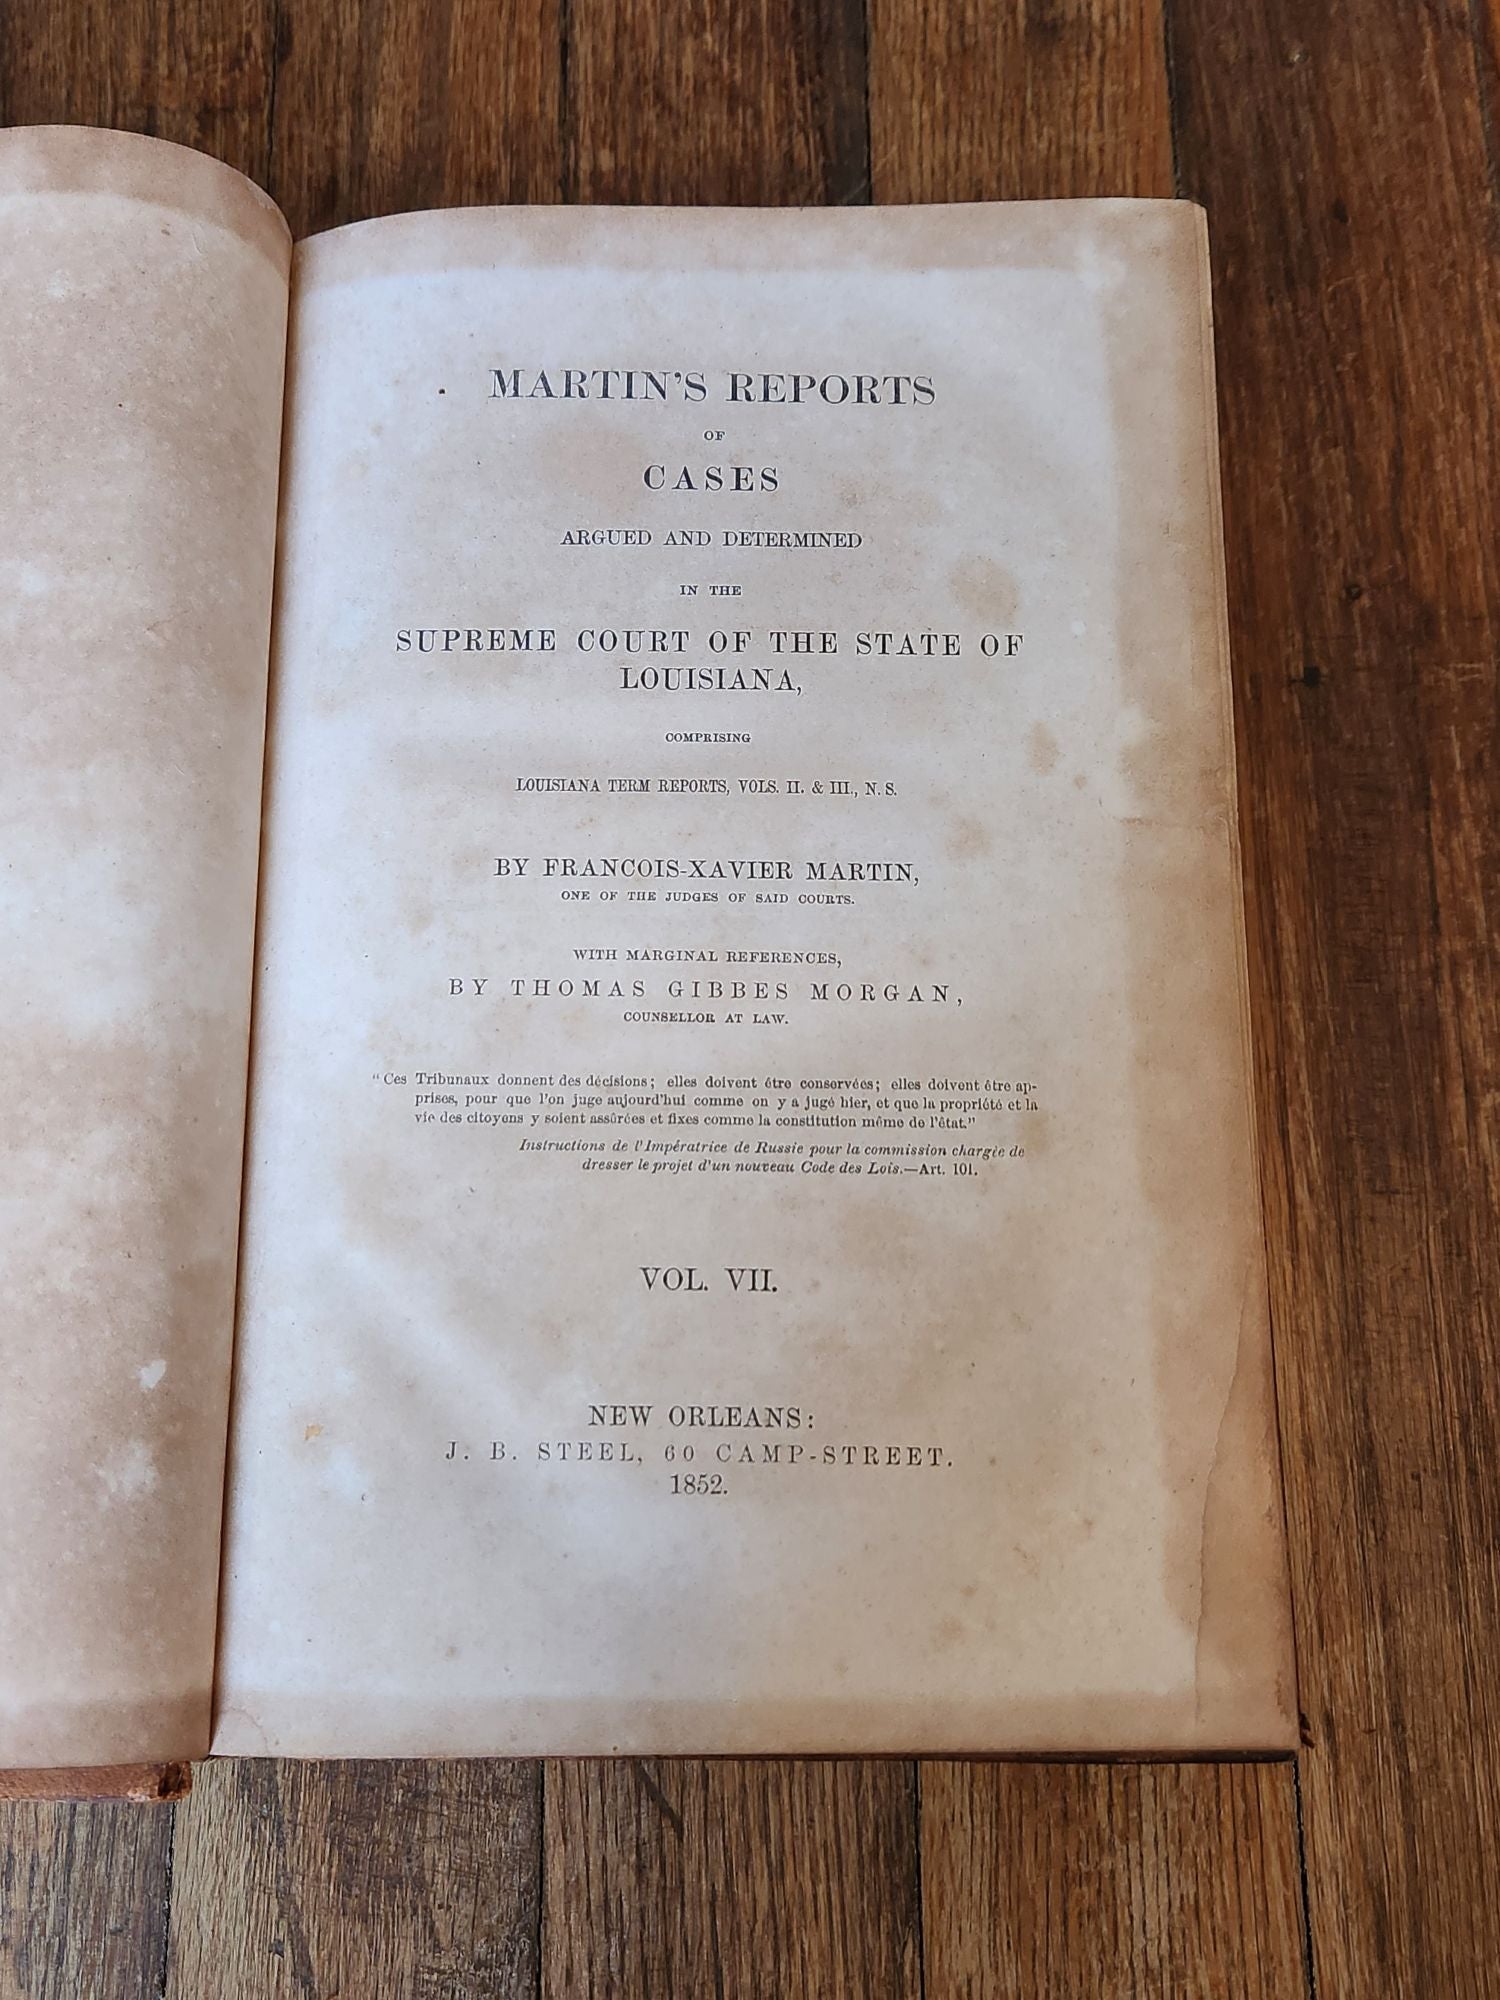 MARTIN'S REPORTS
OF
CASES
ARGUED AND DETERMINED
IN THE
SUPREME COURT OF THE STATE OF
LOUISIANA,
COMPRISING
LOUISIANA TERM REPORTS, VOLS. II. & III., N. S.
BY FRANCOIS-XAVIER MARTIN,
ONE OF THE JUDGES OF SAID COURTS.
WITH MARGINAL REFERENCES,
BY THOMAS GIBBES MORGAN,
COUNSELLOR AT LAW.
"Ces Tribunaux donnent des décisions; elles doivent être conservées; elles doivent être ap-
prises, pour que l'on juge aujourd'hui comme on y a jugé hier, et que la propriété et la
vie des citoyens y soient assûrées et fixes comme la constitution même de l'état."
Instructions de l'Impératrice de Russie pour la commission chargée de
dresser le projet d'un nouveau Code des Lois.—Art. 101.
VOL. VII.
NEW ORLEANS:
J. B. STEEL, 60 CAMP-STREET.
1852.